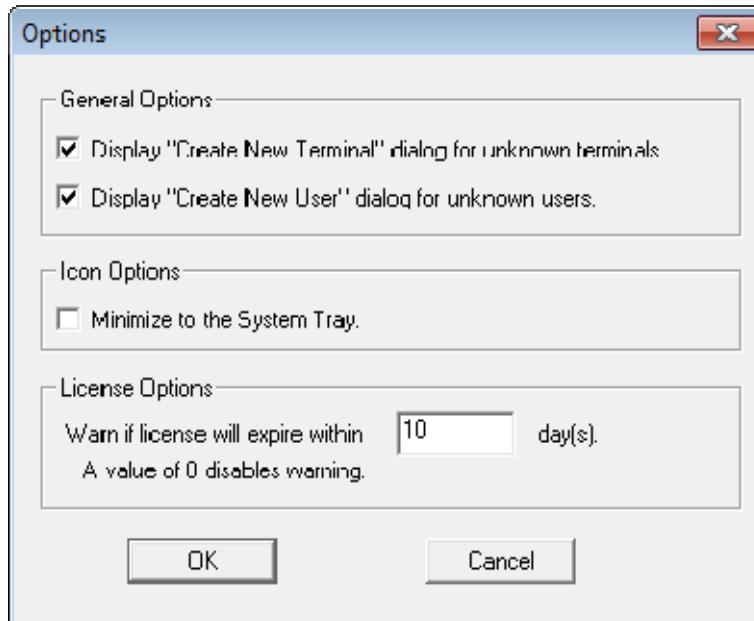 Options
General Options
Display "Create New Terminal" dialog for unknown terminals
Display "Create New User" dialog for unknown users.
Icon Options
Minimize to the System Tray.
License Options
Warn if license will expire within 10 day(s).
A value of 0 disables warning.
OK Cancel